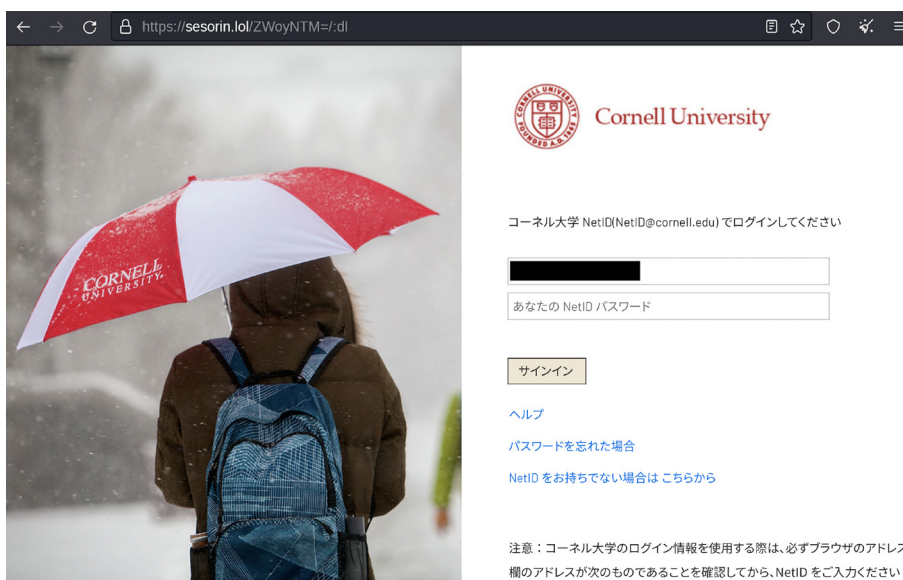 https://sesorin.lol/ZWoyNTM=/:dl
CORNELL UNIVERSITY
FOUNDED A.D. 1865
Cornell University
コーネル大学 NetID(NetID@cornell.edu) でログインしてください
CORNELL
UNIVERSITY
あなたの NetID パスワード
サインイン
ヘルプ
パスワードを忘れた場合
NetID をお持ちでない場合は こちらから
注意：コーネル大学のログイン情報を使用する際は、必ずブラウザのアドレス
欄のアドレスが次のものであることを確認してから、NetID をご入力ください